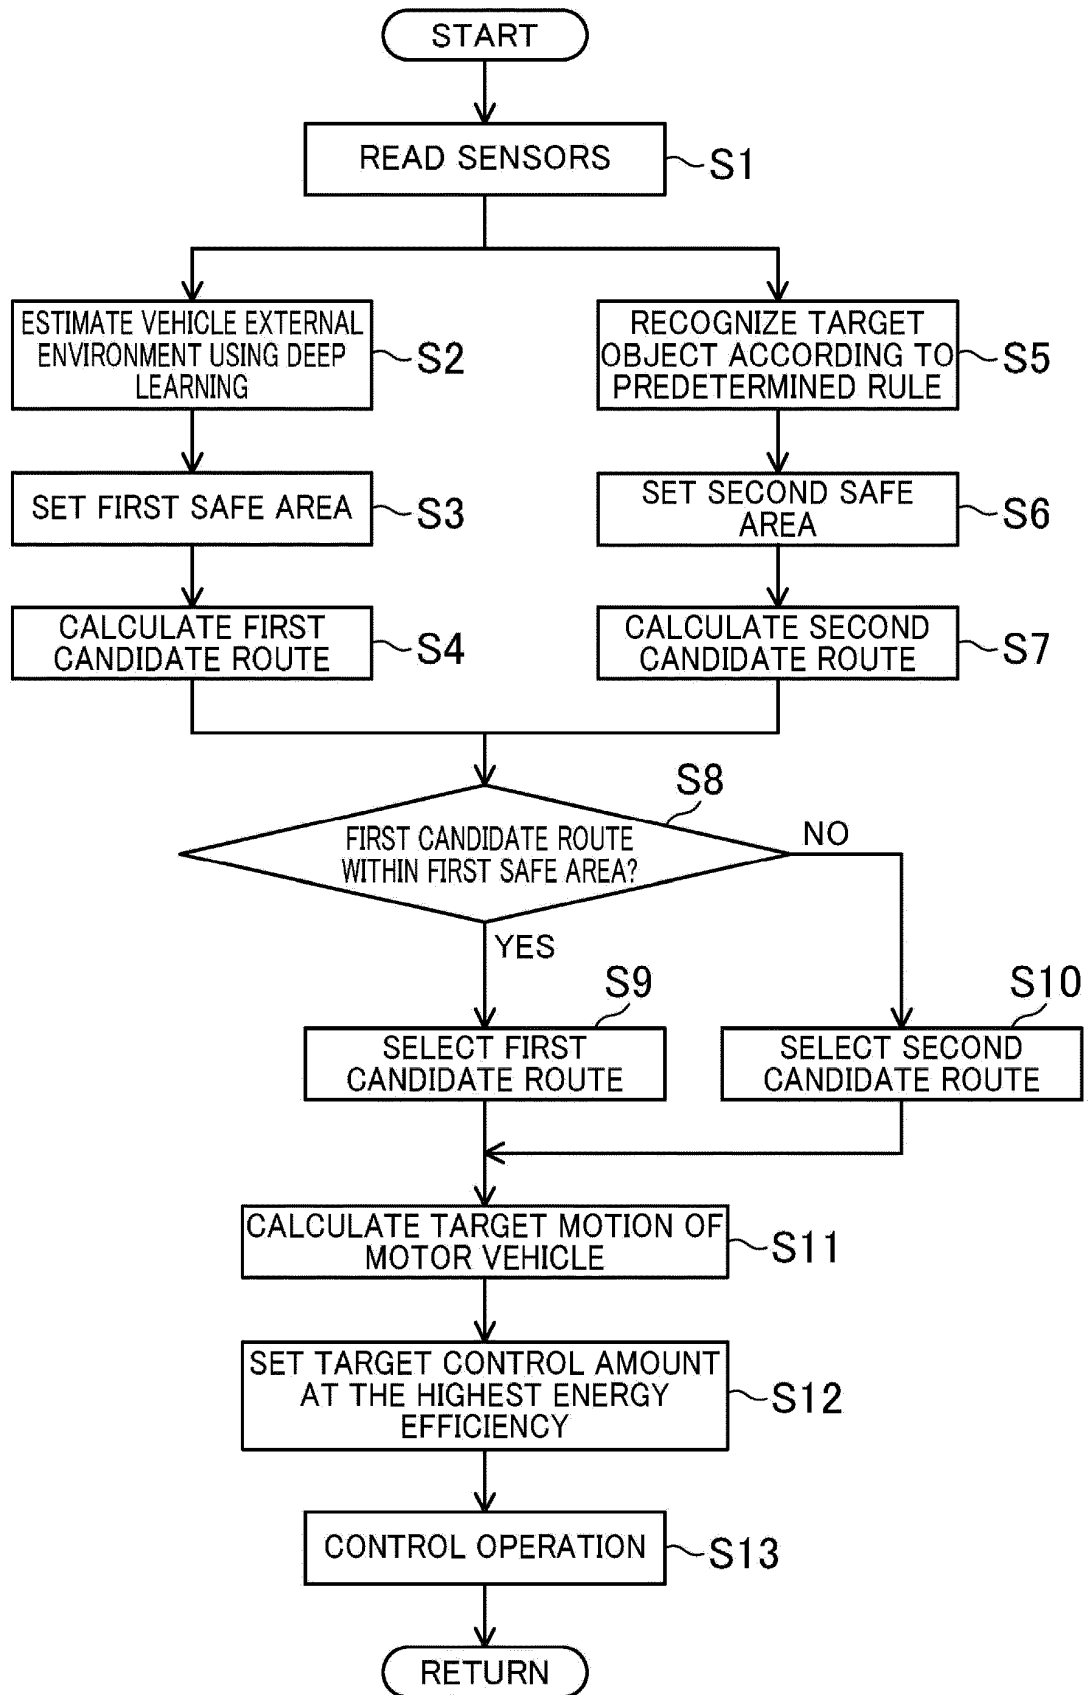 START
READ SENSORS
S1
ESTIMATE VEHICLE EXTERNAL
ENVIRONMENT USING DEEP
LEARNING
S2
RECOGNIZE TARGET
OBJECT ACCORDING TO
PREDETERMINED RULE
S5
SET FIRST SAFE AREA
S3
SET SECOND SAFE
AREA
S6
CALCULATE FIRST
CANDIDATE ROUTE
S4
CALCULATE SECOND
CANDIDATE ROUTE
S7
S8
FIRST CANDIDATE ROUTE
WITHIN FIRST SAFE AREA?
NO
YES
S9
SELECT FIRST
CANDIDATE ROUTE
S10
SELECT SECOND
CANDIDATE ROUTE
CALCULATE TARGET MOTION OF
MOTOR VEHICLE
S11
SET TARGET CONTROL AMOUNT
AT THE HIGHEST ENERGY
EFFICIENCY
S12
CONTROL OPERATION
S13
RETURN